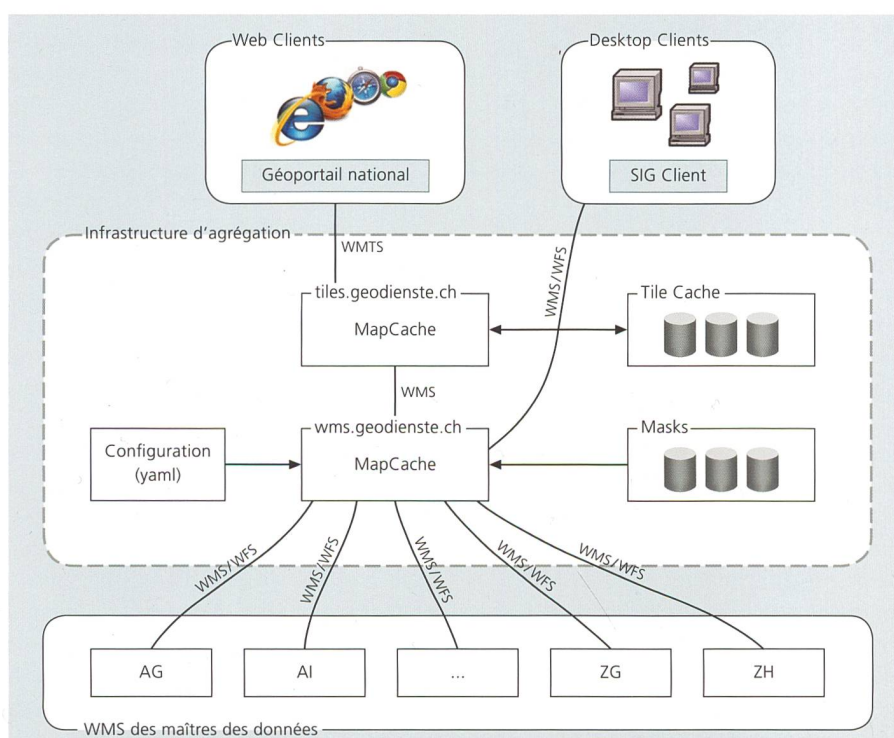 Web Clients
Desktop Clients
e
Géoportail national
SIG Client
Infrastructure d'agrégation
WMTS
WMS/WFS
tiles.geodienste.ch
MapCache
Tile Cache
WMS
wms.geodienste.ch
MapCache
Masks
Configuration
(yaml)
WMS/WFS
WMS/WFS
WMS/WFS
WMS/WFS
WMS/WFS
AG
AI
...
ZG
ZH
WMS des maîtres des données